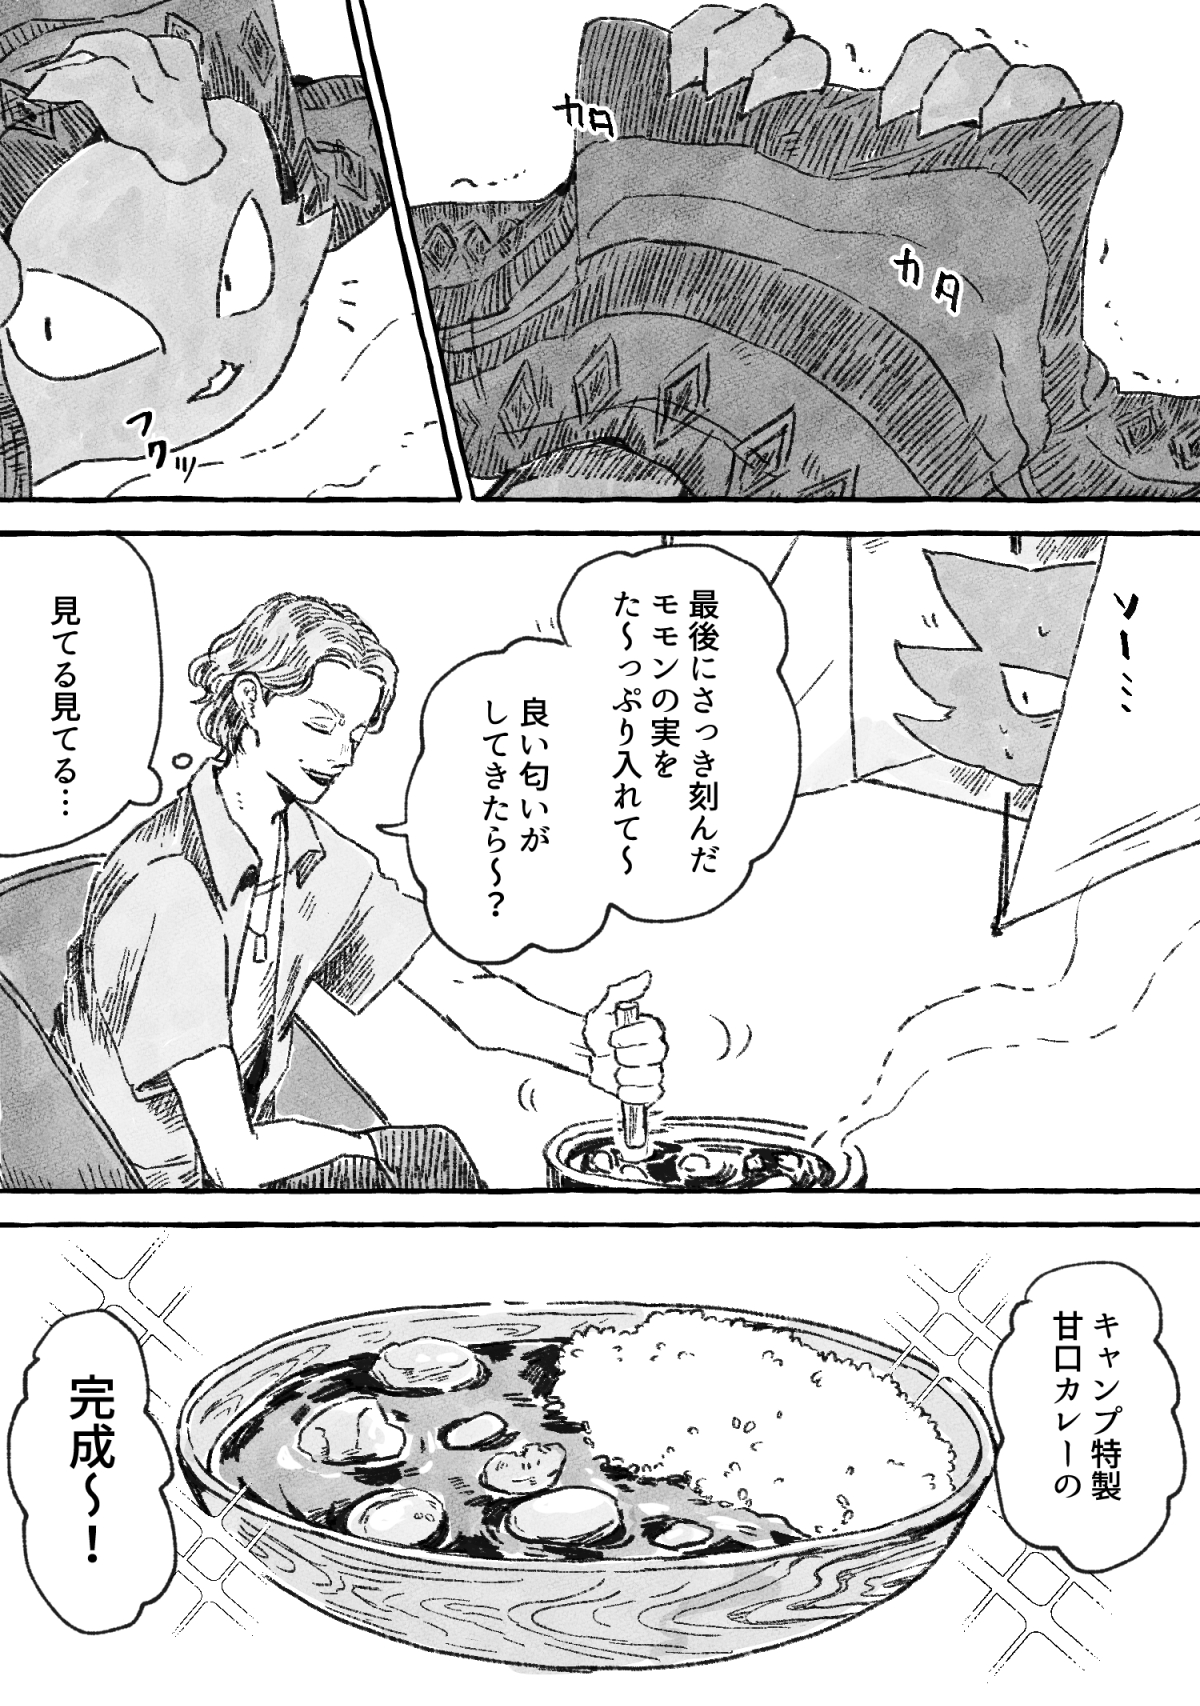 カタ
カタ
フクッ
ソー…
最後にさっき刻んだ
モモンの実を
た〜っぷり入れて〜
良い匂いが
してきたら〜？
見てる見てる…
キャンプ特製
甘口カレーの
完成〜！